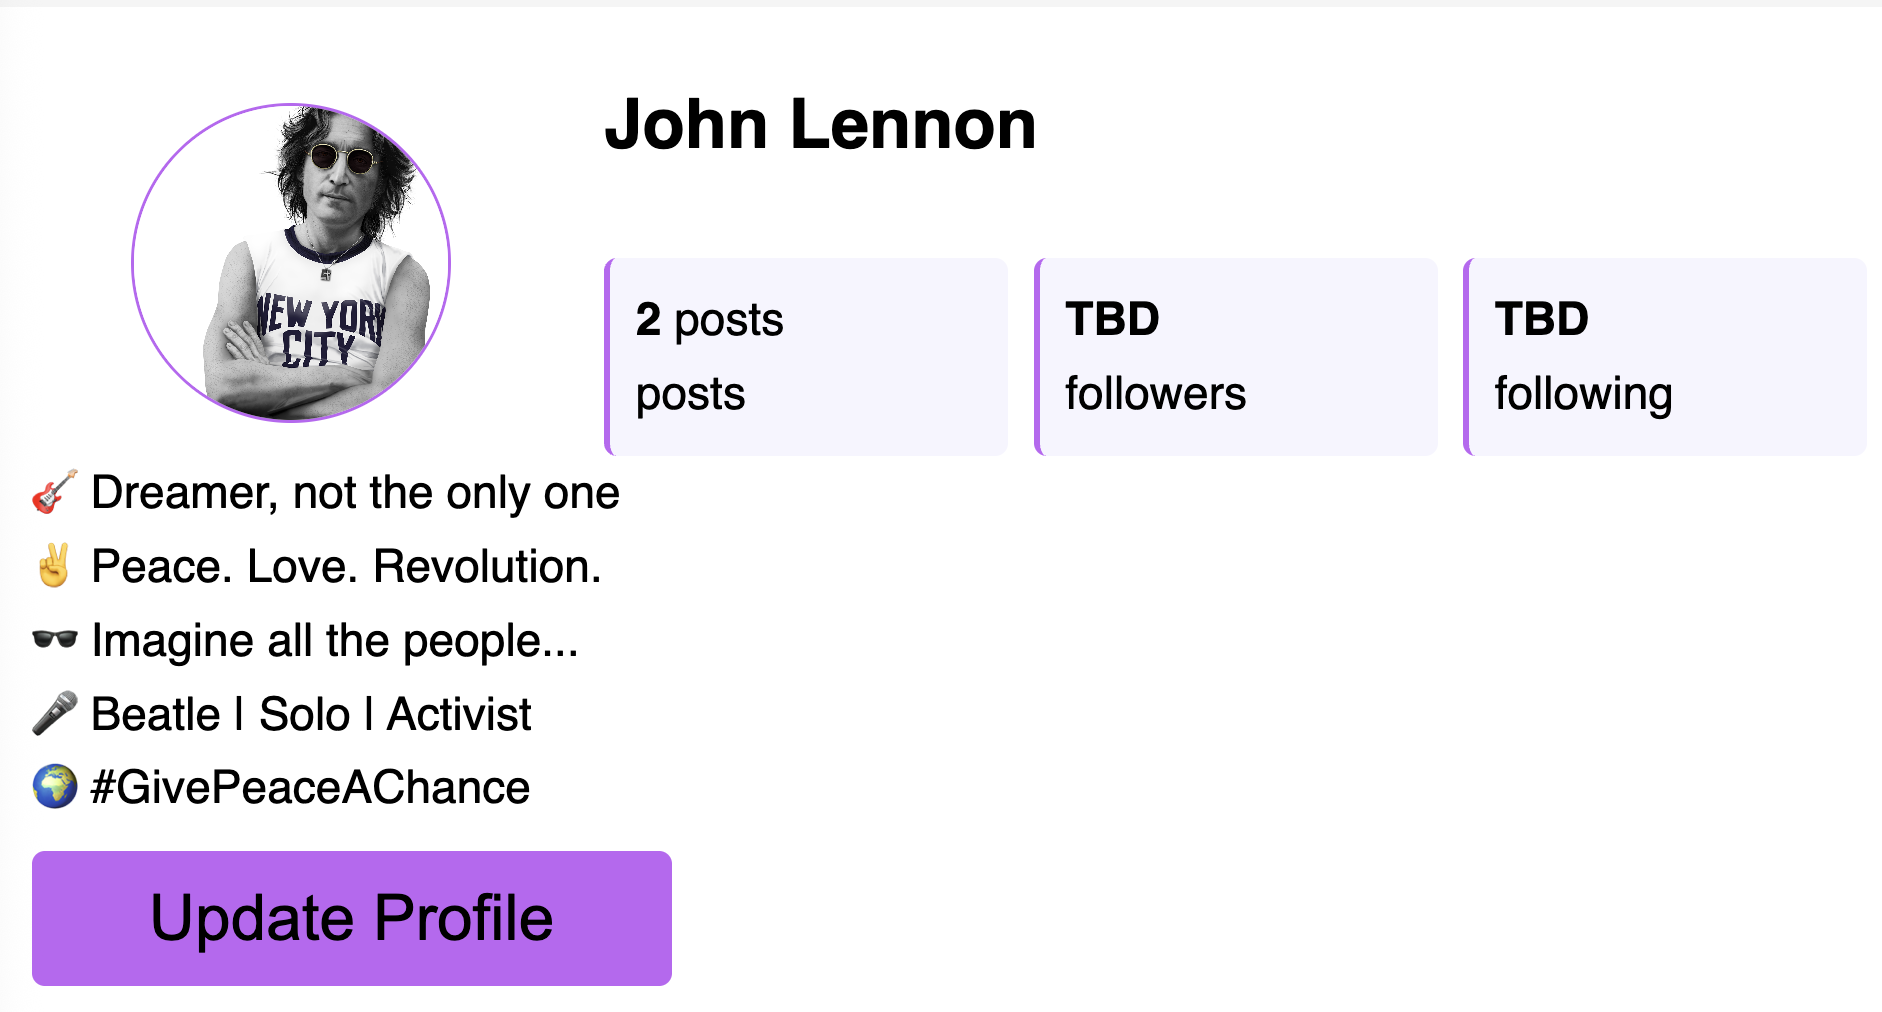 John Lennon
NEW YORK
CITY
2 posts
posts
TBD
followers
TBD
following
🎸 Dreamer, not the only one
✌️ Peace. Love. Revolution.
🕶️ Imagine all the people...
🎤 Beatle | Solo | Activist
🌍 #GivePeaceAChance
Update Profile